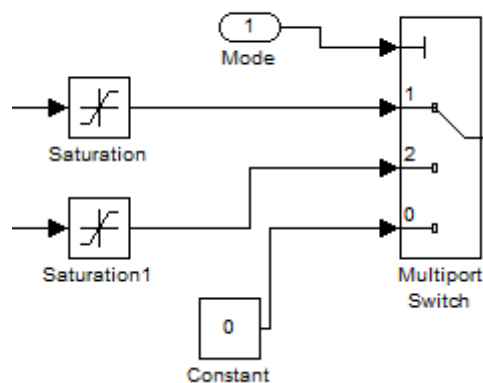 1
Mode
1
Saturation
2
Saturation1
0
Multiport
Switch
0
Constant